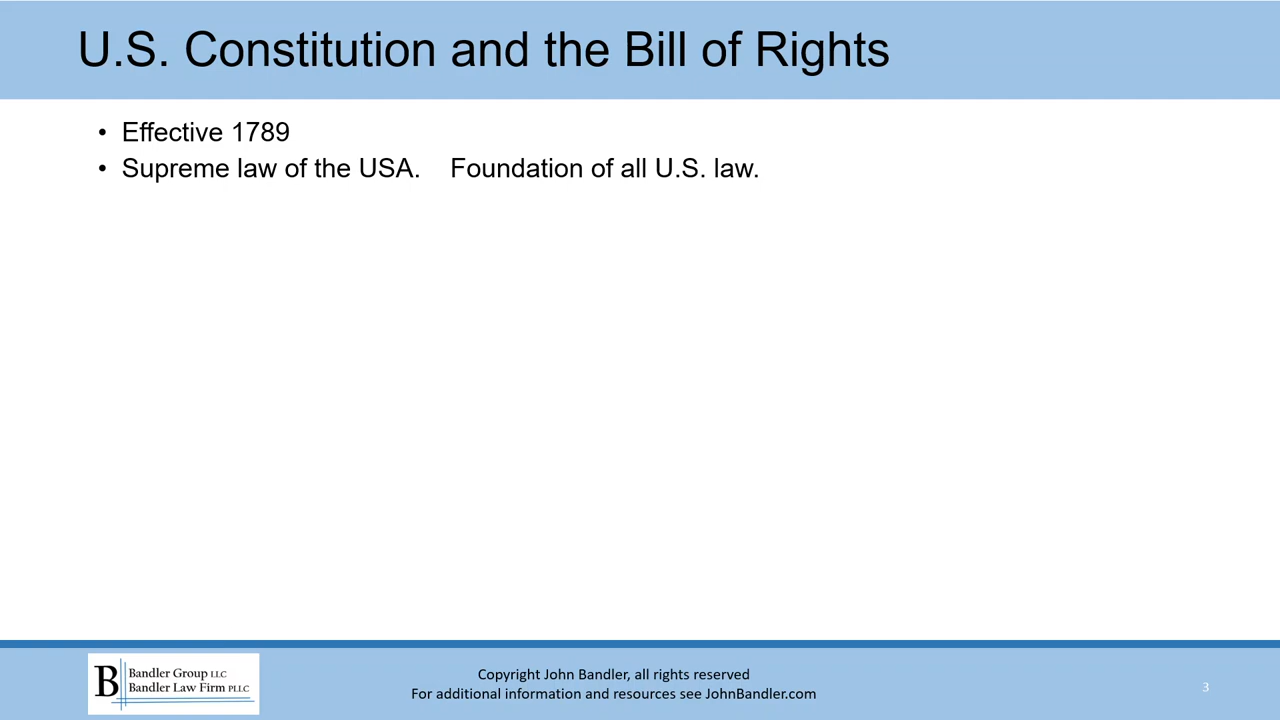 U.S. Constitution and the Bill of Rights
• Effective 1789
• Supreme law of the USA. Foundation of all U.S. law.
B Bandler Group LLC
Bandler Law Firm PLLC
Copyright John Bandler, all rights reserved
For additional information and resources see JohnBandler.com
3